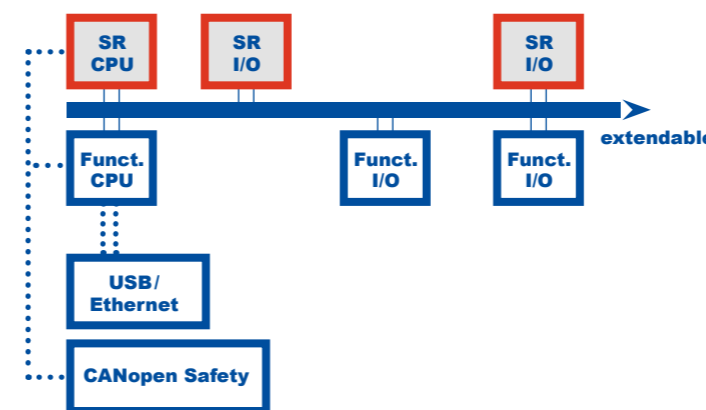 SR
CPU
SR
I/O
SR
I/O
extendable
Funct.
CPU
Funct.
I/O
Funct.
I/O
USB/
Ethernet
CANopen Safety